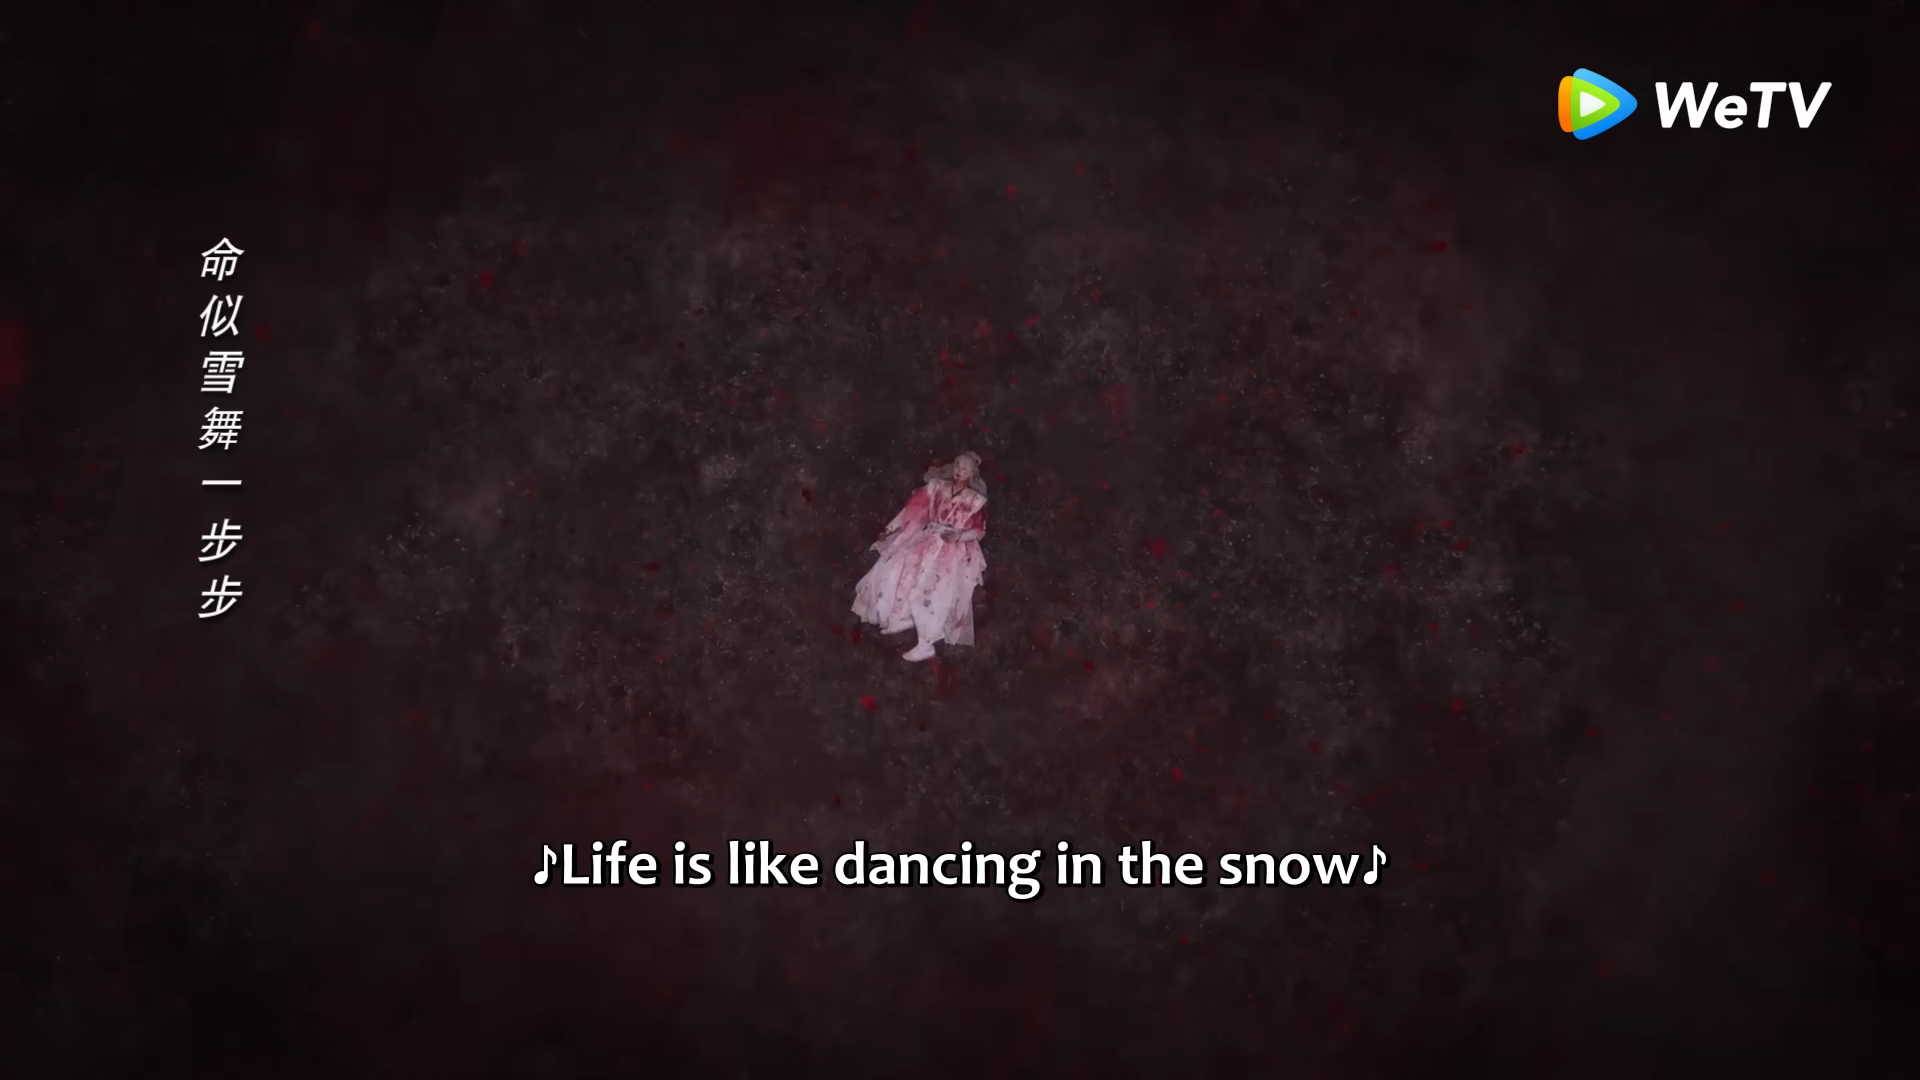 WeTV
命似雪舞一步步
♪Life is like dancing in the snow♪